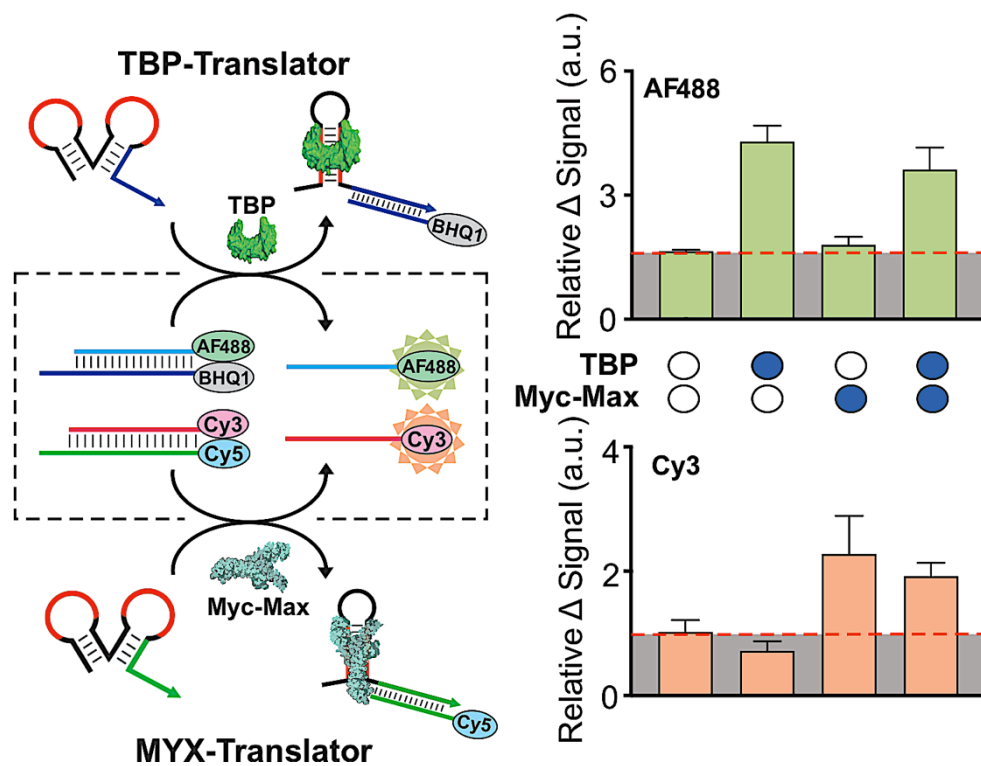 TBP-Translator
TBP
BHQ1
AF488
BHQ1
AF488
Cy3
Cy5
Cy3
Myc-Max
Cy5
MYX-Translator
Relative Δ Signal (a.u.)
6
3
0
AF488
TBP
Myc-Max
Relative Δ Signal (a.u.)
4
2
0
Cy3